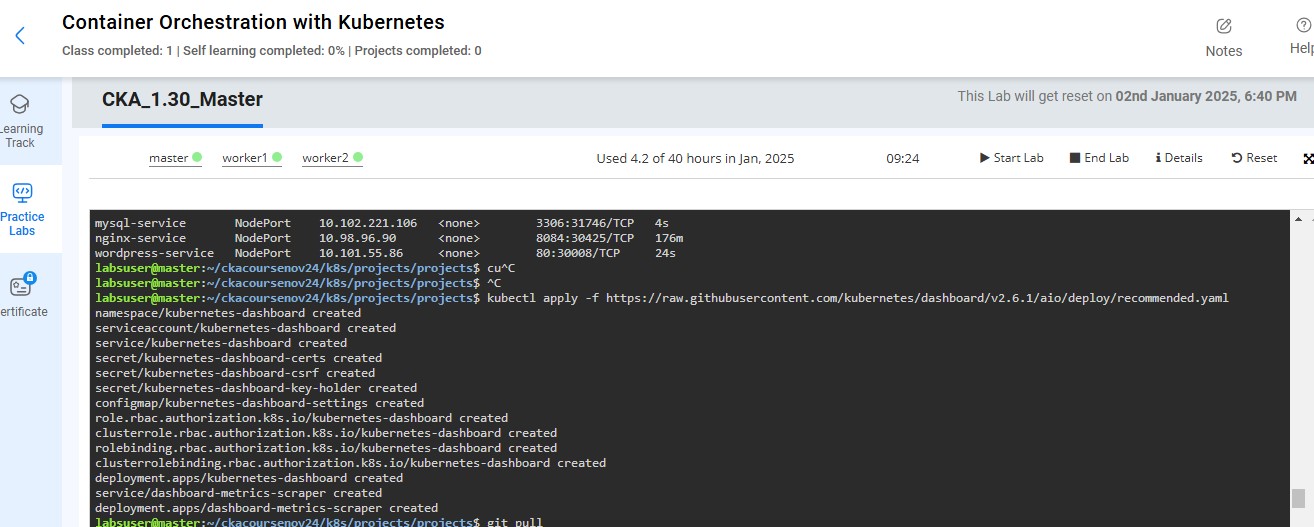 Container Orchestration with Kubernetes
Class completed: 1 | Self learning completed: 0% | Projects completed: 0
Notes
Help
CKA_1.30_Master
This Lab will get reset on 02nd January 2025, 6:40 PM
Learning
Track
master
worker1
worker2
Used 4.2 of 40 hours in Jan, 2025
09:24
Start Lab
End Lab
Details
Reset
Practice
Labs
ertificate
mysql-service NodePort 10.102.221.106 <none> 3306:31746/TCP 4s
nginx-service NodePort 10.98.96.90 <none> 8084:30425/TCP 176m
wordpress-service NodePort 10.101.55.86 <none> 80:30008/TCP 24s
labsuser@master:~/ckacoursenov24/k8s/projects/projects$ cu^C
labsuser@master:~/ckacoursenov24/k8s/projects/projects$ ^C
labsuser@master:~/ckacoursenov24/k8s/projects/projects$ kubectl apply -f https://raw.githubusercontent.com/kubernetes/dashboard/v2.6.1/aio/deploy/recommended.yaml
namespace/kubernetes-dashboard created
serviceaccount/kubernetes-dashboard created
service/kubernetes-dashboard created
secret/kubernetes-dashboard-certs created
secret/kubernetes-dashboard-csrf created
secret/kubernetes-dashboard-key-holder created
configmap/kubernetes-dashboard-settings created
role.rbac.authorization.k8s.io/kubernetes-dashboard created
clusterrole.rbac.authorization.k8s.io/kubernetes-dashboard created
rolebinding.rbac.authorization.k8s.io/kubernetes-dashboard created
clusterrolebinding.rbac.authorization.k8s.io/kubernetes-dashboard created
deployment.apps/kubernetes-dashboard created
service/dashboard-metrics-scraper created
deployment.apps/dashboard-metrics-scraper created
labsuser@master:~/ckacoursenov24/k8s/projects/projects$ git pull